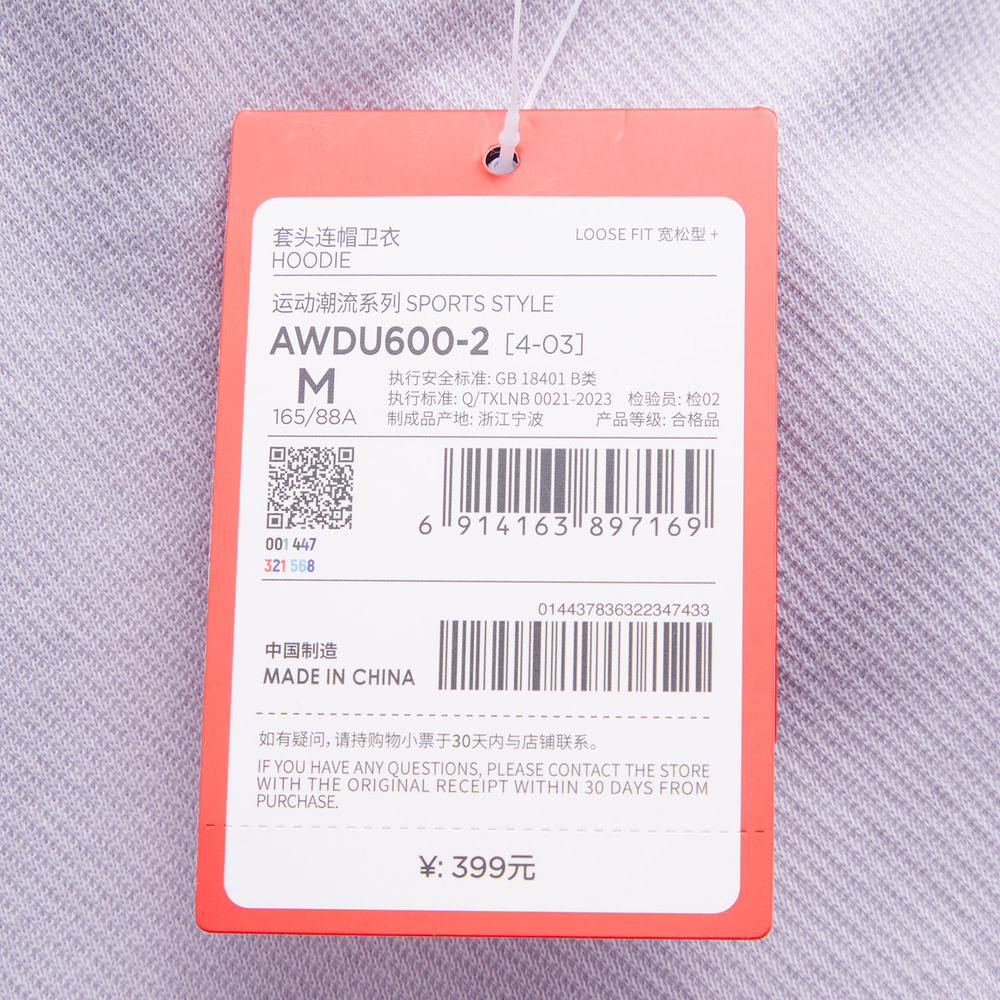 套头连帽卫衣
HOODIE
LOOSE FIT 宽松型 +
运动潮流系列 SPORTS STYLE
AWDU600-2 [4-03]
M
165/88A
执行安全标准: GB 18401 B类
执行标准: Q/TXLNB 0021-2023 检验员: 检02
制成品产地: 浙江宁波 产品等级: 合格品
6 914163 897169
001 447
321 568
014437836322347433
中国制造
MADE IN CHINA
如有疑问,请持购物小票于30天内与店铺联系。
IF YOU HAVE ANY QUESTIONS, PLEASE CONTACT THE STORE
WITH THE ORIGINAL RECEIPT WITHIN 30 DAYS FROM
PURCHASE.
¥: 399元